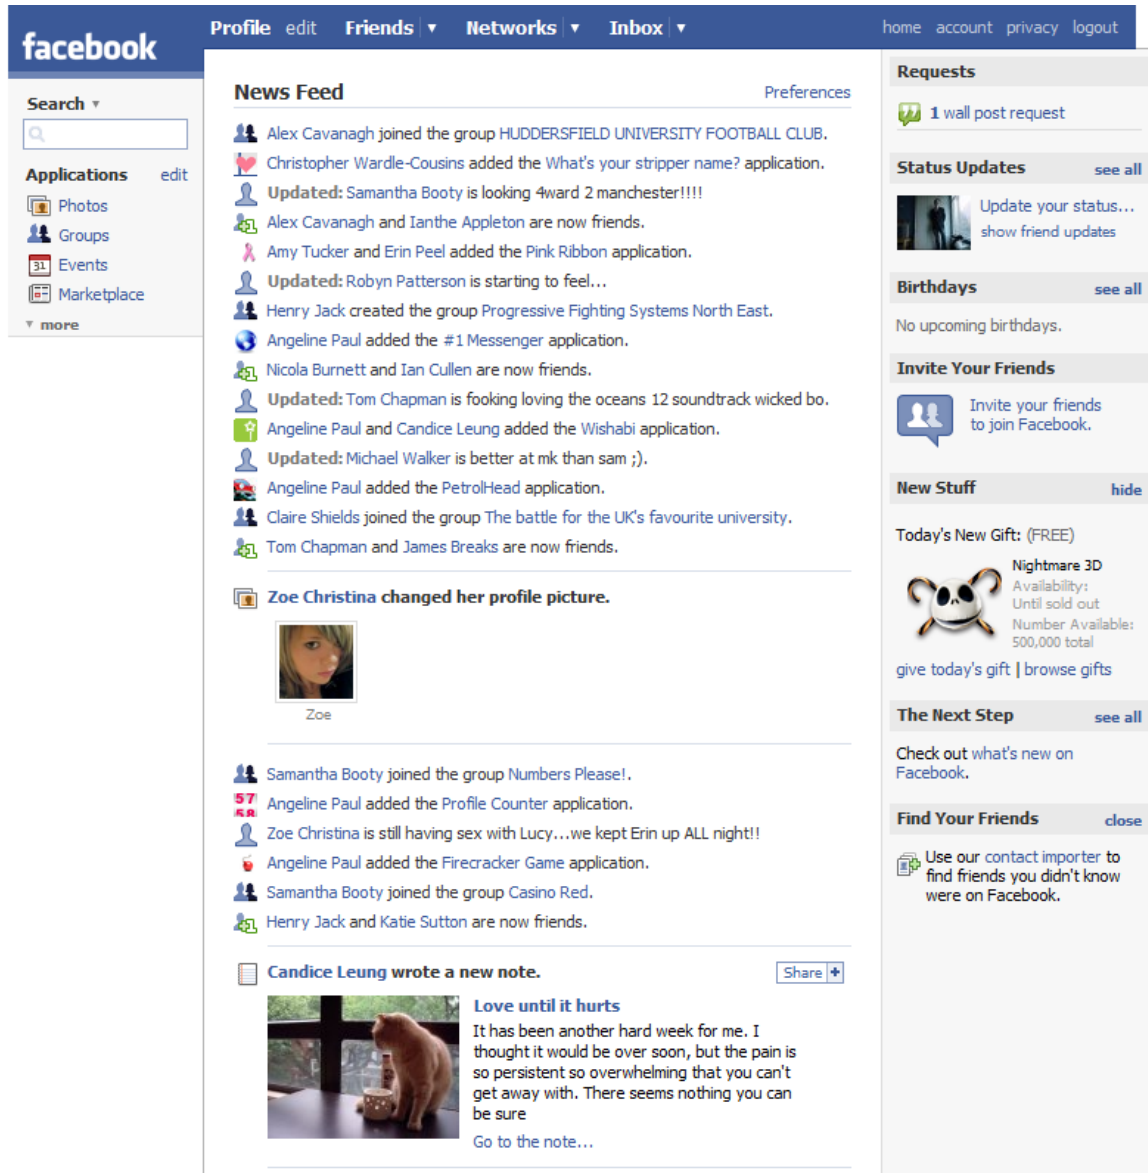 facebook
Profile edit Friends Networks Inbox home account privacy logout
Search
Applications edit
Photos
Groups
31 Events
Marketplace
more
News Feed Preferences
Alex Cavanagh joined the group HUDDERSFIELD UNIVERSITY FOOTBALL CLUB.
Christopher Wardle-Cousins added the What's your stripper name? application.
Updated: Samantha Booty is looking 4ward 2 manchester!!!!
Alex Cavanagh and Ianthe Appleton are now friends.
Amy Tucker and Erin Peel added the Pink Ribbon application.
Updated: Robyn Patterson is starting to feel...
Henry Jack created the group Progressive Fighting Systems North East.
Angeline Paul added the #1 Messenger application.
Nicola Burnett and Ian Cullen are now friends.
Updated: Tom Chapman is fooking loving the oceans 12 soundtrack wicked bo.
Angeline Paul and Candice Leung added the Wishabi application.
Updated: Michael Walker is better at mk than sam ;).
Angeline Paul added the PetrolHead application.
Claire Shields joined the group The battle for the UK's favourite university.
Tom Chapman and James Breaks are now friends.
Zoe Christina changed her profile picture.
Zoe
Samantha Booty joined the group Numbers Please!.
57
58
Angeline Paul added the Profile Counter application.
Zoe Christina is still having sex with Lucy...we kept Erin up ALL night!!
Angeline Paul added the Firecracker Game application.
Samantha Booty joined the group Casino Red.
Henry Jack and Katie Sutton are now friends.
Candice Leung wrote a new note. Share +
Love until it hurts
It has been another hard week for me. I
thought it would be over soon, but the pain is
so persistent so overwhelming that you can't
get away with. There seems nothing you can
be sure
Go to the note...
Requests
1 wall post request
Status Updates see all
Update your status...
show friend updates
Birthdays see all
No upcoming birthdays.
Invite Your Friends
Invite your friends
to join Facebook.
New Stuff hide
Today's New Gift: (FREE)
Nightmare 3D
Availability:
Until sold out
Number Available:
500,000 total
give today's gift | browse gifts
The Next Step see all
Check out what's new on
Facebook.
Find Your Friends close
Use our contact importer to
find friends you didn't know
were on Facebook.